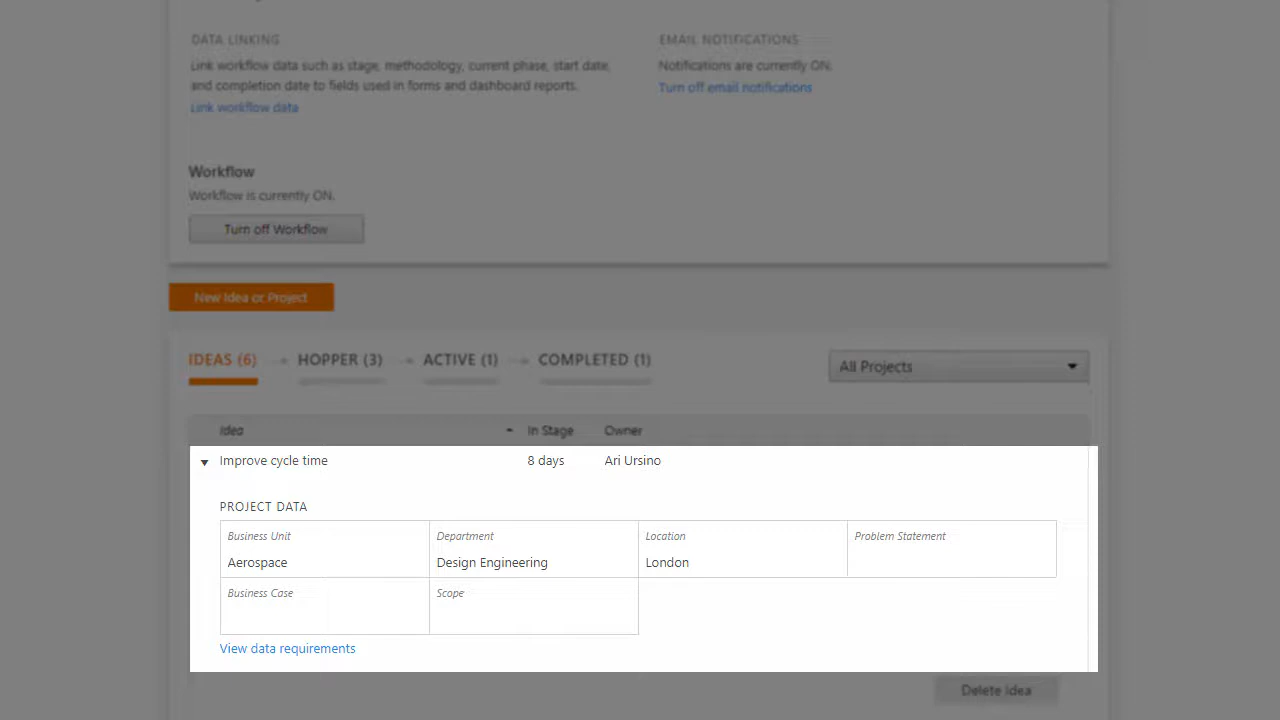 DATA LINKING
Link workflow data such as stage, methodology, current phase, start date,
and completion date to fields used in forms and dashboard reports.
Link workflow data
EMAIL NOTIFICATIONS
Notifications are currently ON.
Turn off email notifications
Workflow
Workflow is currently ON.
Turn off Workflow
New Idea or Project
IDEAS (6) → HOPPER (3) → ACTIVE (1) → COMPLETED (1)
All Projects
Idea In Stage Owner
Improve cycle time 8 days Ari Ursino
PROJECT DATA
Business Unit Department Location Problem Statement
Aerospace Design Engineering London
Business Case Scope
View data requirements
Delete Idea